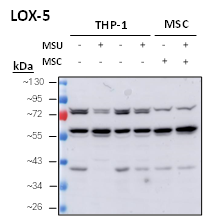 LOX-5
THP-1 MSC
MSU - + - + - +
kDa MSC - - - - + +
~130
~95
~72
~55
~43
~34
~26